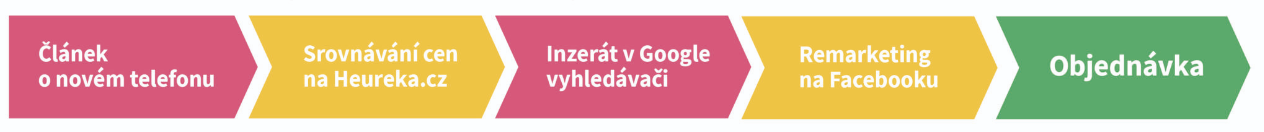 Článek
o novém telefonu
Srovnávání cen
na Heureka.cz
Inzerát v Google
vyhledávači
Remarketing
na Facebooku
Objednávka